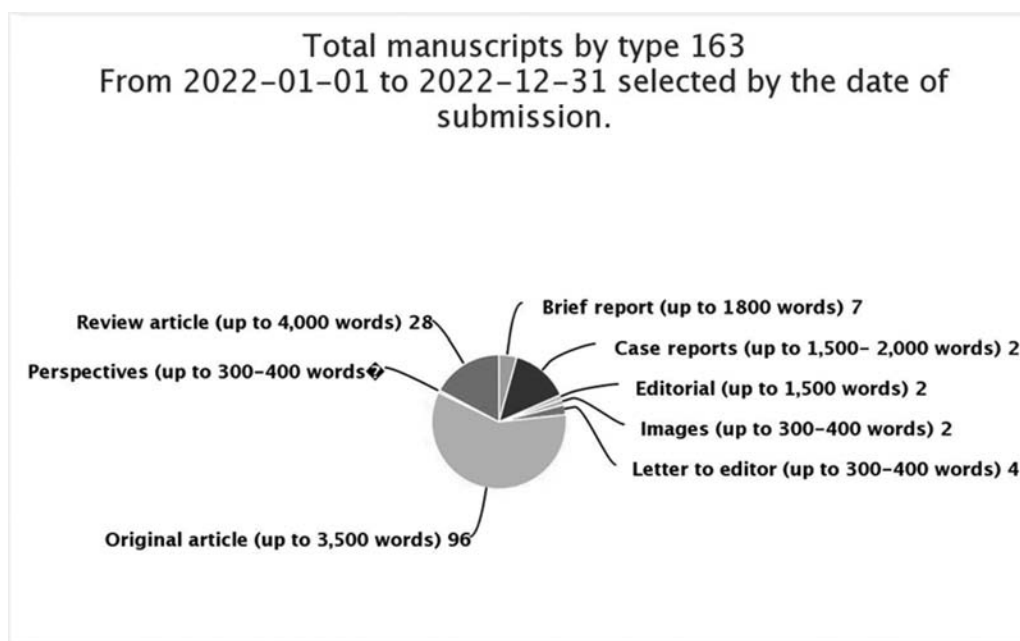 Total manuscripts by type 163
From 2022-01-01 to 2022-12-31 selected by the date of
submission.
Brief report (up to 1800 words) 7
Review article (up to 4,000 words) 28
Case reports (up to 1,500- 2,000 words) 2
Perspectives (up to 300-400 words�
Editorial (up to 1,500 words) 2
Images (up to 300-400 words) 2
Letter to editor (up to 300-400 words) 4
Original article (up to 3,500 words) 96